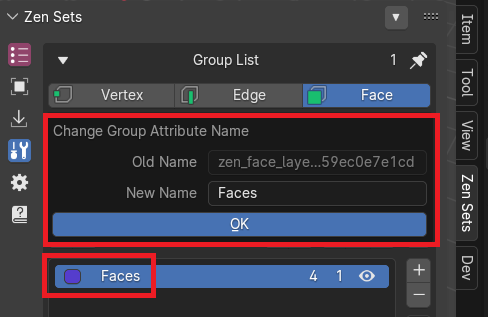 Zen Sets
Group List 1
Vertex Edge Face
Change Group Attribute Name
Old Name zen_face_laye...59ec0e7e1cd
New Name Faces
OK
Faces 4 1
Item
Tool
View
Zen Sets
Dev